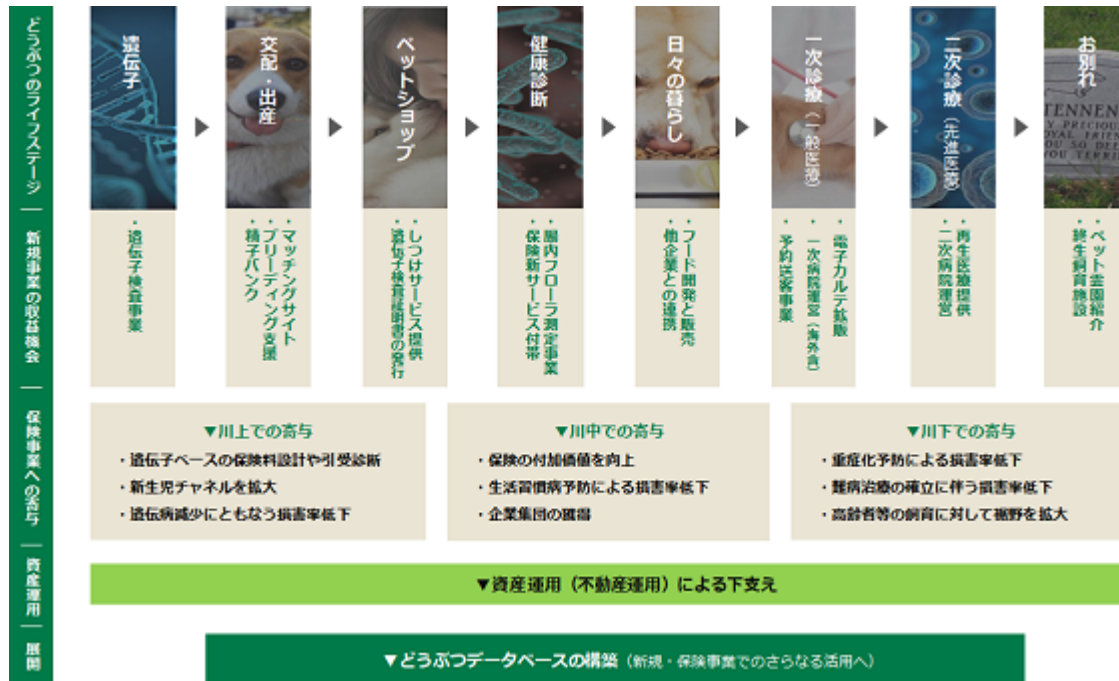 どうぶつのライフステージ
遺伝子
交配・出産
ペットショップ
健康診断
日々の暮らし
一次診療（一般医療）
二次診療（先進医療）
お別れ
TENNEN
PRECIOUS
OYAL FRIEN
YOU SO DEE
YOU TERRI
新規事業の収益機会
・遺伝子検査事業
・マッチングサイト
・ブリーディング支援
・精子バンク
・しつけサービス提供
・遺伝子検査証明書の発行
・腸内フローラ測定事業
・保険新サービス付帯
・フード開発と販売
・他企業との連携
・電子カルテ拡販
・一次病院運営（海外含）
・予約送客事業
・再生医療提供
・二次病院運営
・ペット霊園紹介
・終生飼育施設
保険事業への寄与
▼川上での寄与
・遺伝子ベースの保険料設計や引受診断
・新生児チャネルを拡大
・遺伝病減少にともなう損害率低下
▼川中での寄与
・保険の付加価値を向上
・生活習慣病予防による損害率低下
・企業集団の獲得
▼川下での寄与
・重症化予防による損害率低下
・難病治療の確立に伴う損害率低下
・高齢者等の飼育に対して裾野を拡大
資産運用
▼資産運用（不動産運用）による下支え
展開
▼どうぶつデータベースの構築（新規・保険事業でのさらなる活用へ）